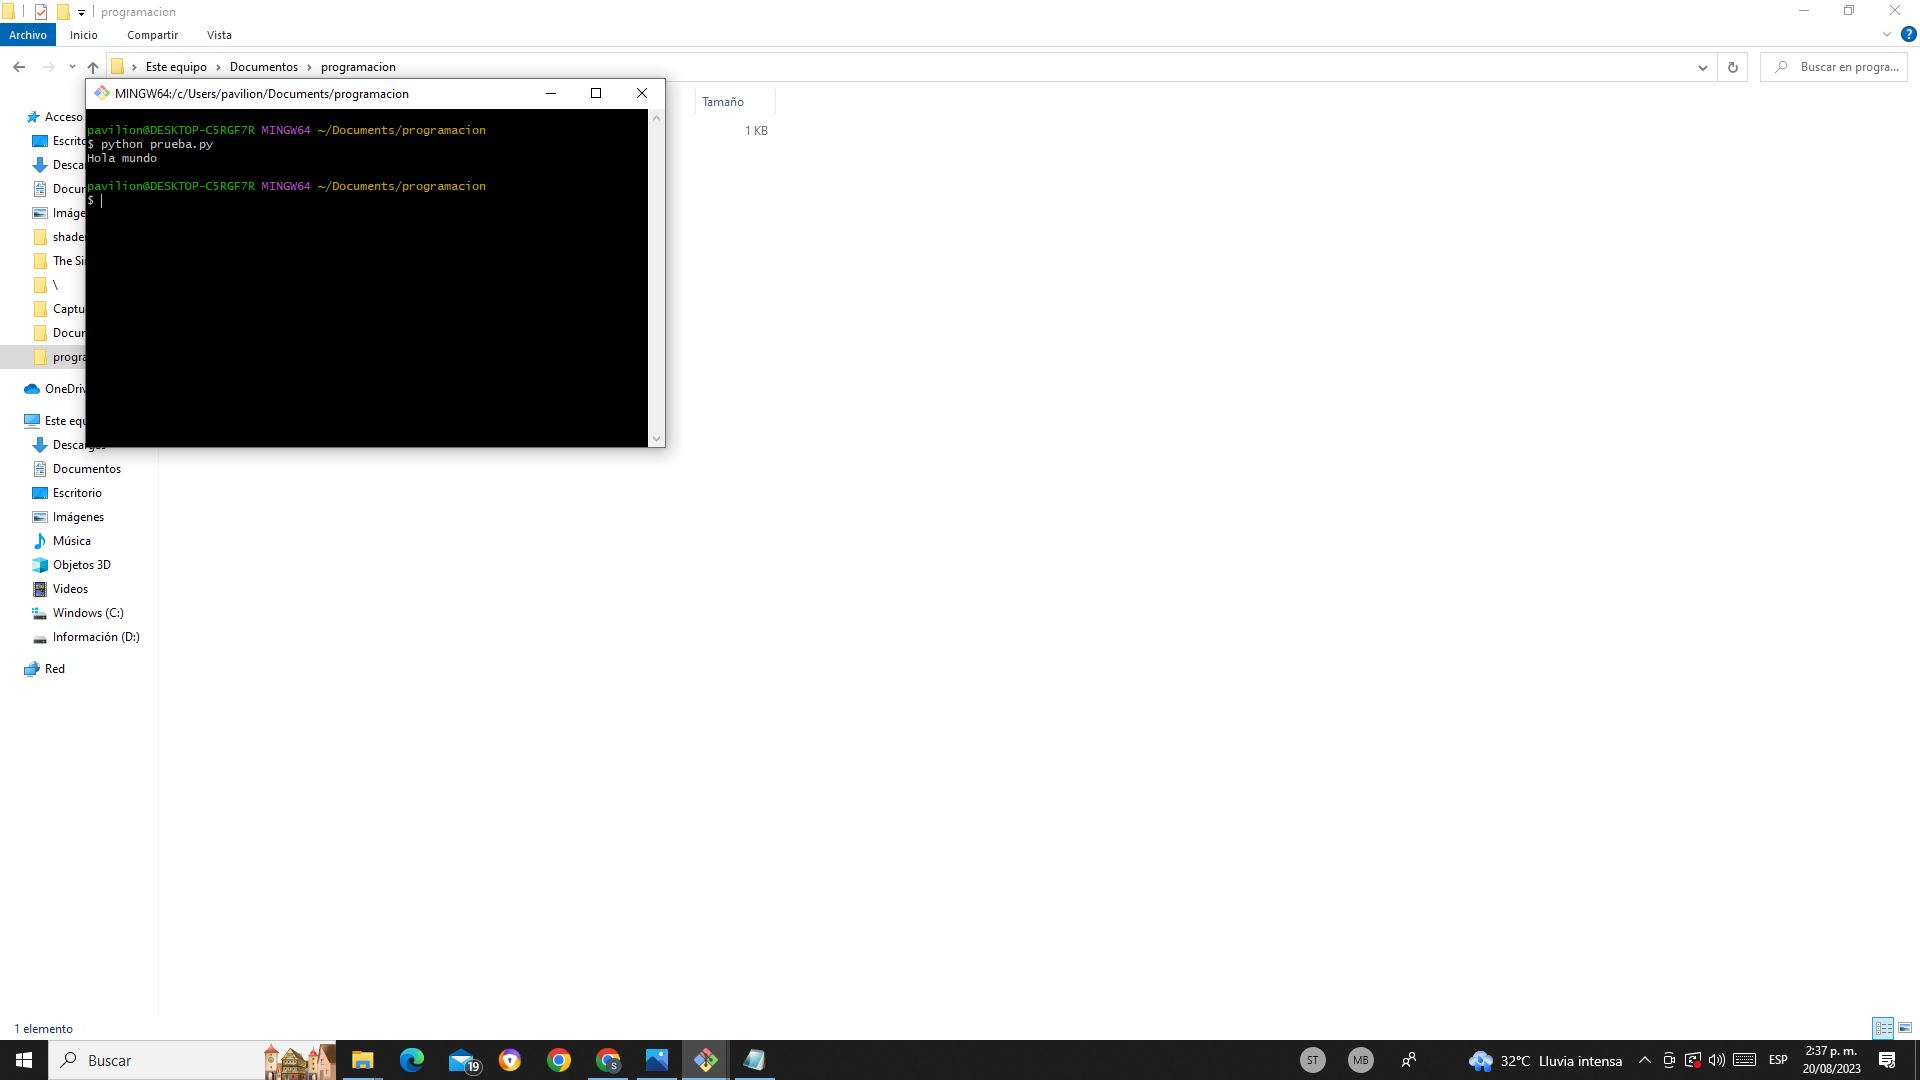 programacion
Archivo Inicio Compartir Vista
Este equipo Documentos programacion
Buscar en progra...
MINGW64:/c/Users/pavilion/Documents/programacion
Tamaño
1 KB
pavilion@DESKTOP-C5RGF7R MINGW64 ~/Documents/programacion
$ python prueba.py
Hola mundo
pavilion@DESKTOP-C5RGF7R MINGW64 ~/Documents/programacion
$
Acceso
Escrito
Desca
Docur
Imáge
shader
The Si
\
Captu
Docur
progra
OneDriv
Este equ
Descargas
Documentos
Escritorio
Imágenes
Música
Objetos 3D
Videos
Windows (C:)
Información (D:)
Red
1 elemento
Buscar
19
S
ST
MB
32°C Lluvia intensa
ESP
2:37 p. m.
20/08/2023